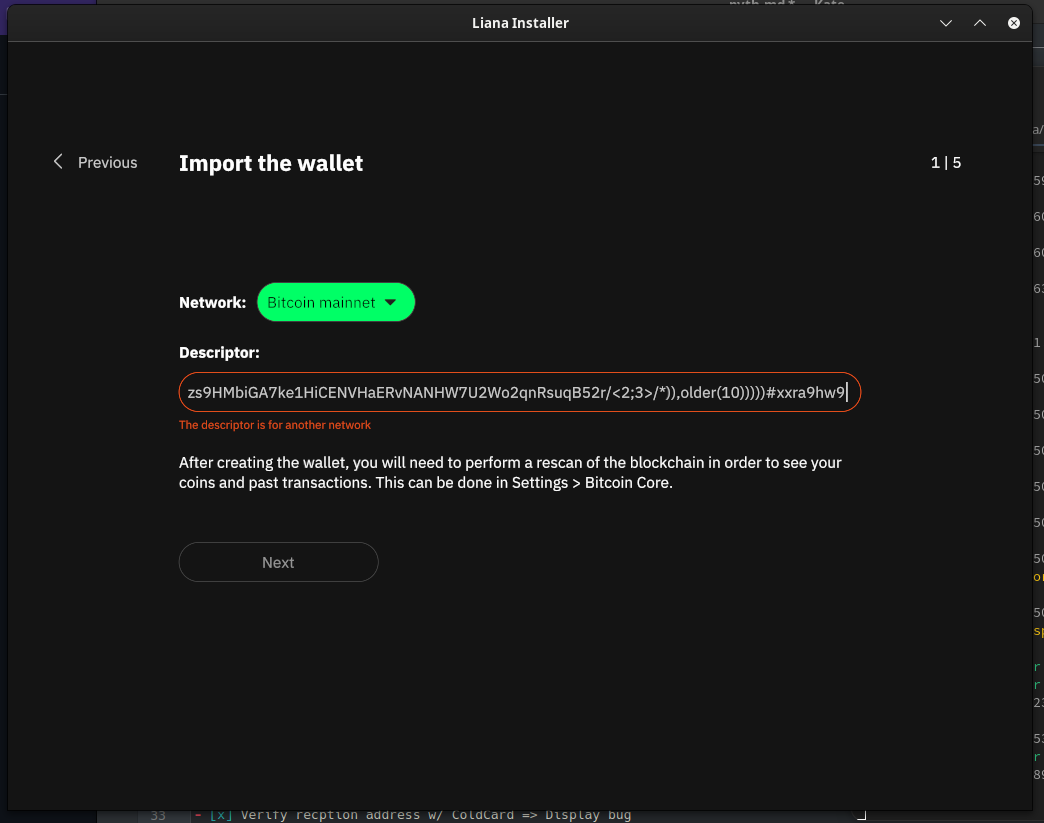 Liana Installer
Previous
Import the wallet
1 | 5
Network: Bitcoin mainnet
Descriptor:
zs9HMbiGA7ke1HiCENVHaERvNANHW7U2Wo2qnRsuqB52r/<2;3>/*)),older(10)))))#xxra9hw9
The descriptor is for another network
After creating the wallet, you will need to perform a rescan of the blockchain in order to see your
coins and past transactions. This can be done in Settings > Bitcoin Core.
Next
33 - [x] Verify recption address w/ ColdCard => Display bug